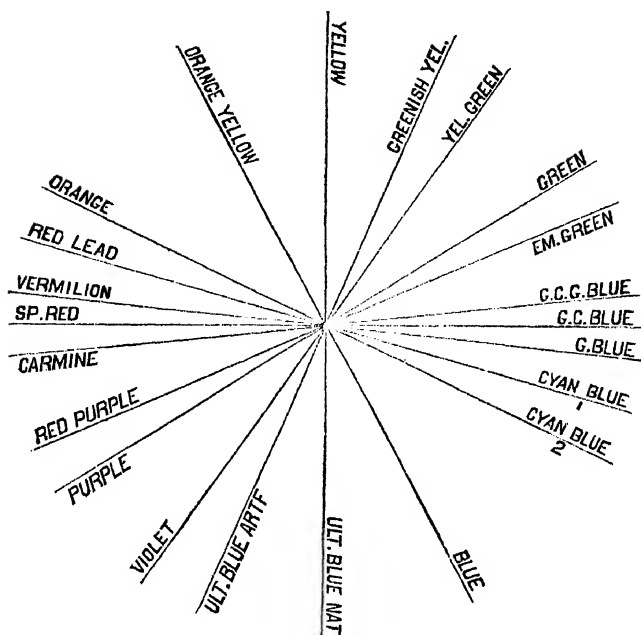 YELLOW
GREENISH YEL.
YEL. GREEN
GREEN
EM. GREEN
G.C.G. BLUE
G.C. BLUE
G. BLUE
CYAN BLUE
1
CYAN BLUE
2
BLUE
ULT. BLUE NAT
ULT. BLUE ARTF
VIOLET
PURPLE
RED PURPLE
CARMINE
SP. RED
VERMILION
RED LEAD
ORANGE
ORANGE YELLOW